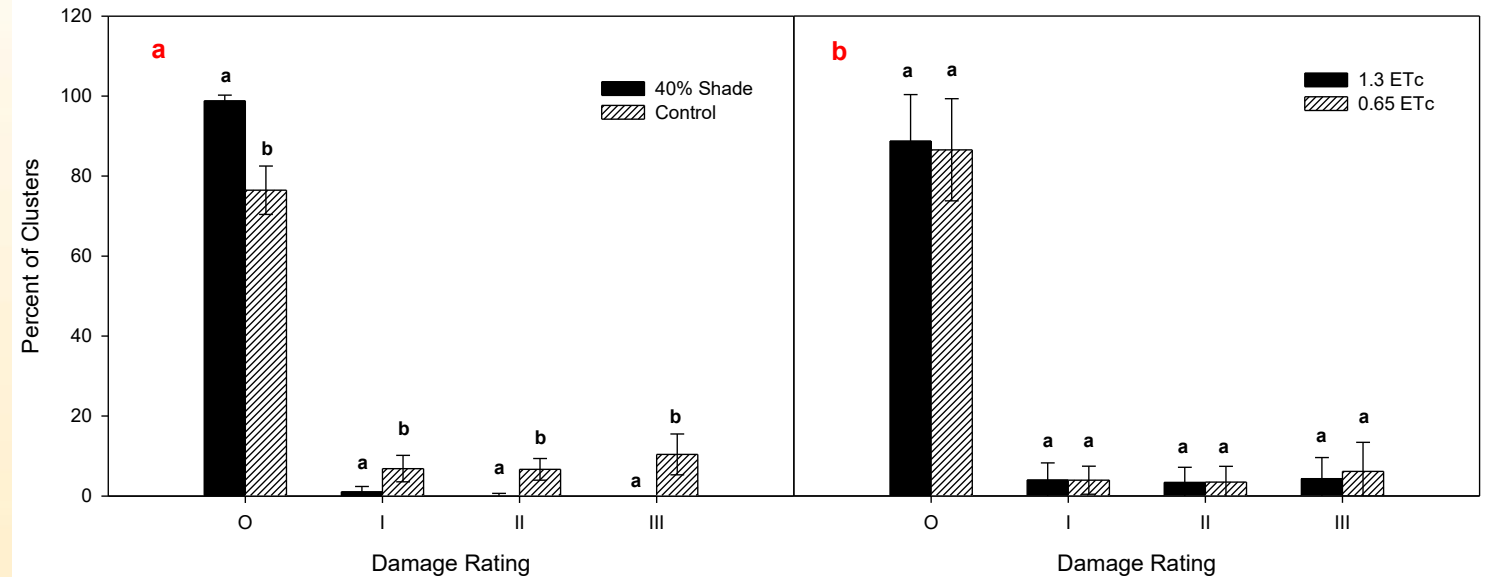 120
100
80
60
40
20
0
Percent of Clusters
a
a
b
a
b
a
b
a
b
40% Shade
Control
O
I
II
III
Damage Rating
b
a
a
a
a
a
a
a
a
1.3 ETc
0.65 ETc
O
I
II
III
Damage Rating